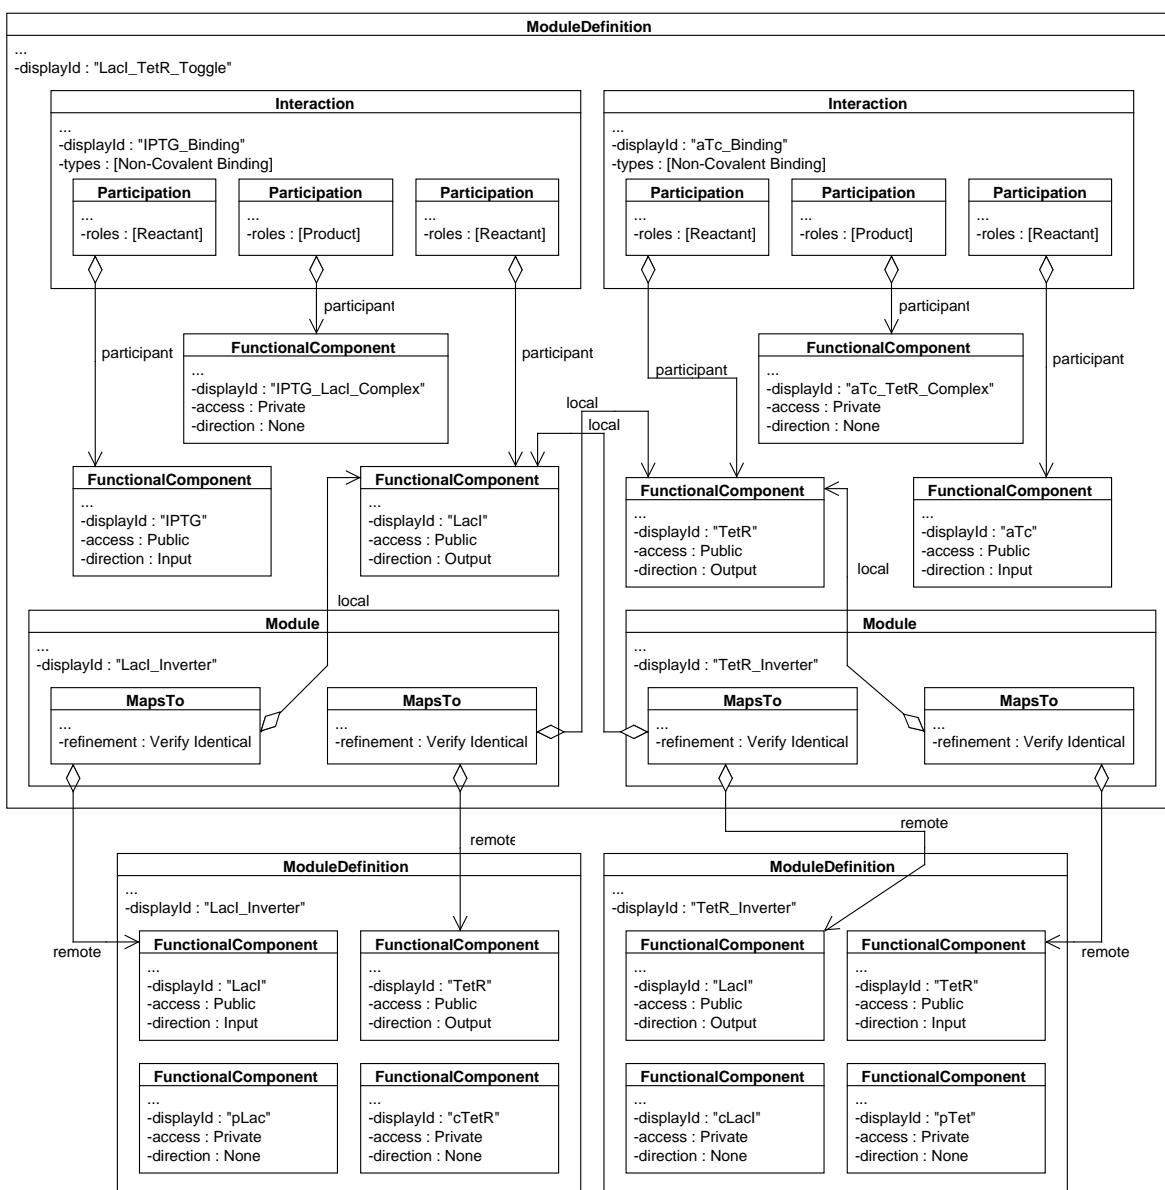 ModuleDefinition
...
-displayId : "LacI_TetR_Toggle"
Interaction
...
-displayId : "IPTG_Binding"
-types : [Non-Covalent Binding]
Participation
...
-roles : [Reactant]
Participation
...
-roles : [Product]
Participation
...
-roles : [Reactant]
Interaction
...
-displayId : "aTc_Binding"
-types : [Non-Covalent Binding]
Participation
...
-roles : [Reactant]
Participation
...
-roles : [Product]
Participation
...
-roles : [Reactant]
participant
participant
participant
participant
participant
participant
FunctionalComponent
...
-displayId : "IPTG_LacI_Complex"
-access : Private
-direction : None
FunctionalComponent
...
-displayId : "aTc_TetR_Complex"
-access : Private
-direction : None
local
local
FunctionalComponent
...
-displayId : "IPTG"
-access : Public
-direction : Input
FunctionalComponent
...
-displayId : "LacI"
-access : Public
-direction : Output
FunctionalComponent
...
-displayId : "TetR"
-access : Public
-direction : Output
FunctionalComponent
...
-displayId : "aTc"
-access : Public
-direction : Input
local
local
Module
...
-displayId : "LacI_Inverter"
MapsTo
...
-refinement : Verify Identical
MapsTo
...
-refinement : Verify Identical
Module
...
-displayId : "TetR_Inverter"
MapsTo
...
-refinement : Verify Identical
MapsTo
...
-refinement : Verify Identical
remote
remote
remote
remote
ModuleDefinition
...
-displayId : "LacI_Inverter"
FunctionalComponent
...
-displayId : "LacI"
-access : Public
-direction : Input
FunctionalComponent
...
-displayId : "TetR"
-access : Public
-direction : Output
FunctionalComponent
...
-displayId : "pLac"
-access : Private
-direction : None
FunctionalComponent
...
-displayId : "cTetR"
-access : Private
-direction : None
ModuleDefinition
...
-displayId : "TetR_Inverter"
FunctionalComponent
...
-displayId : "LacI"
-access : Public
-direction : Output
FunctionalComponent
...
-displayId : "TetR"
-access : Public
-direction : Input
FunctionalComponent
...
-displayId : "cLacI"
-access : Private
-direction : None
FunctionalComponent
...
-displayId : "pTet"
-access : Private
-direction : None